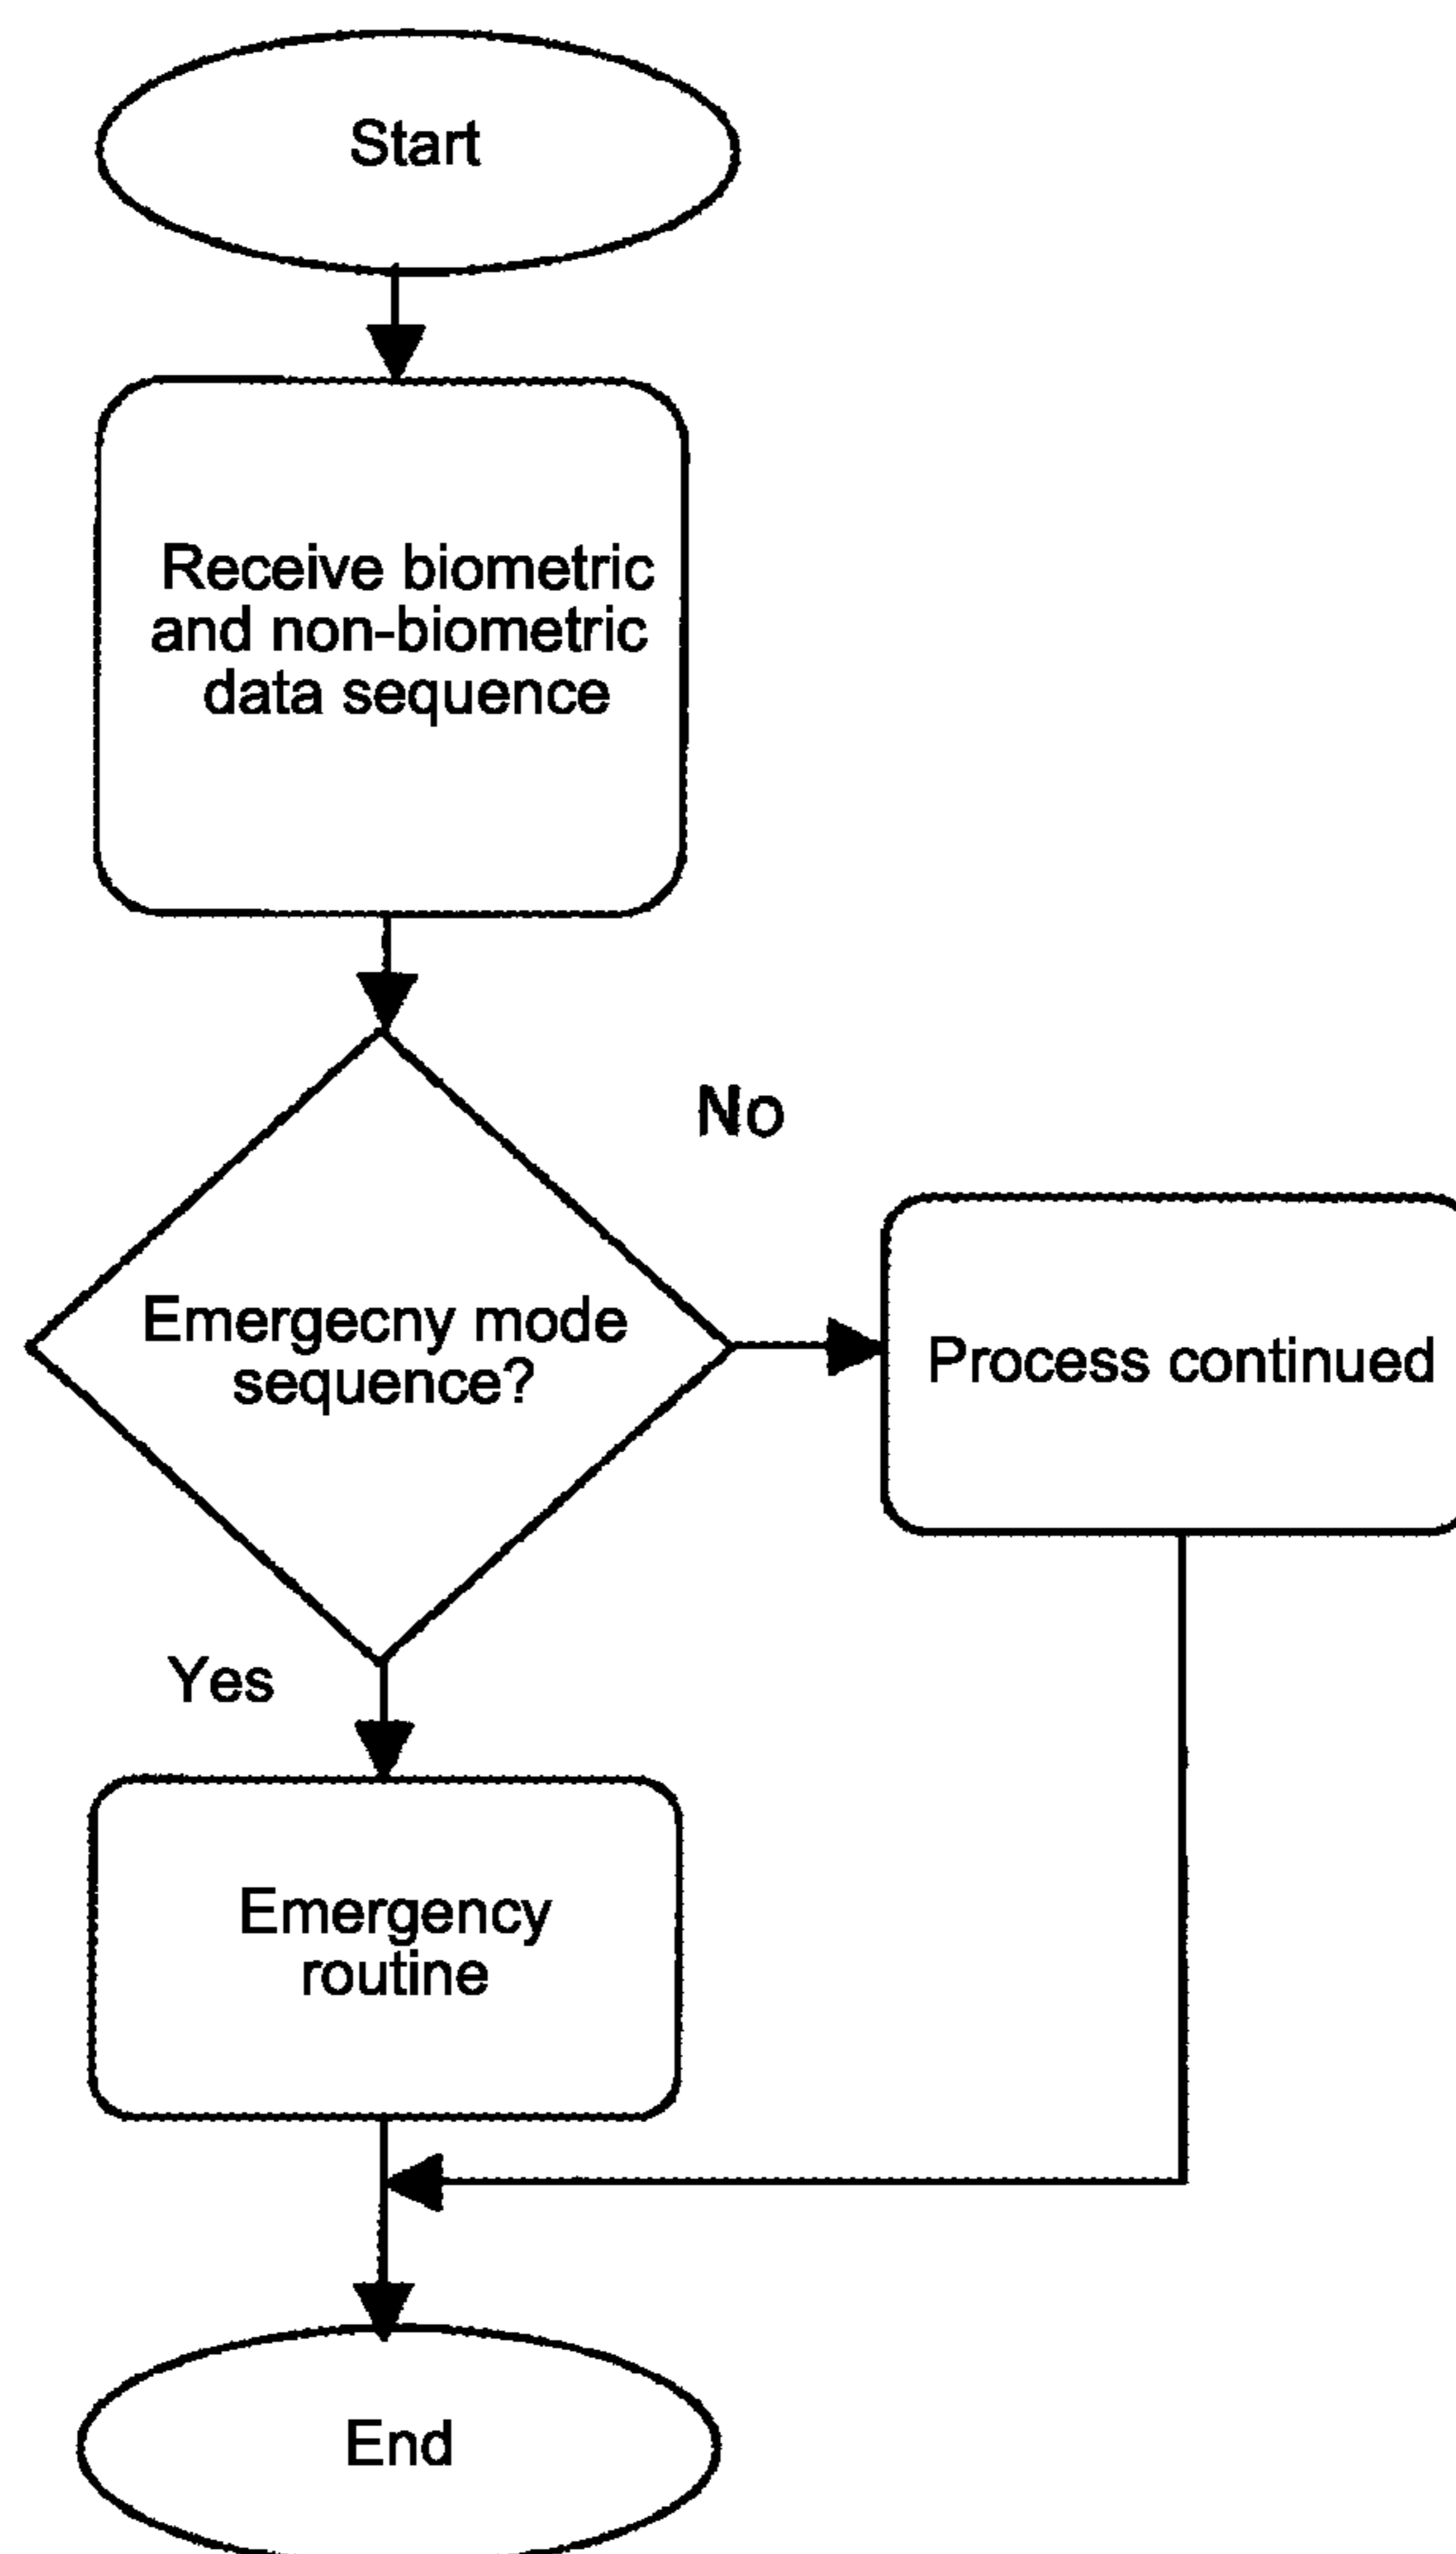 Start
Receive biometric
and non-biometric
data sequence
No
Emergecny mode
sequence?
Process continued
Yes
Emergency
routine
End